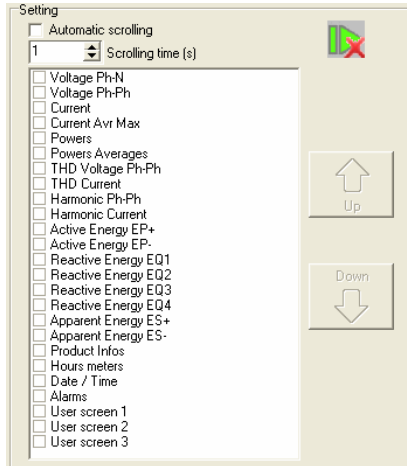 Setting
Automatic scrolling
1 Scrolling time (s)
Voltage Ph-N
Voltage Ph-Ph
Current
Current Avr Max
Powers
Powers Averages
THD Voltage Ph-Ph
THD Current
Harmonic Ph-Ph
Harmonic Current
Active Energy EP+
Active Energy EP-
Reactive Energy EQ1
Reactive Energy EQ2
Reactive Energy EQ3
Reactive Energy EQ4
Apparent Energy ES+
Apparent Energy ES-
Product Infos
Hours meters
Date / Time
Alarms
User screen 1
User screen 2
User screen 3
Up
Down